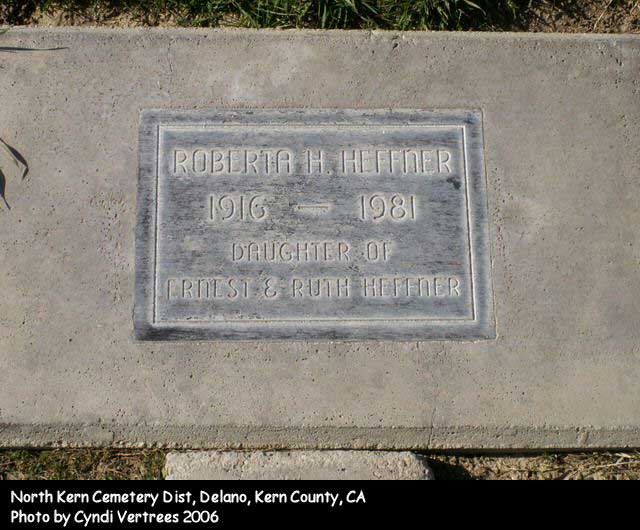 ROBERTA H. HEFFNER
1916 — 1981
DAUGHTER OF
ERNEST & RUTH HEFFNER
North Kern Cemetery Dist, Delano, Kern County, CA
Photo by Cyndi Vertrees 2006